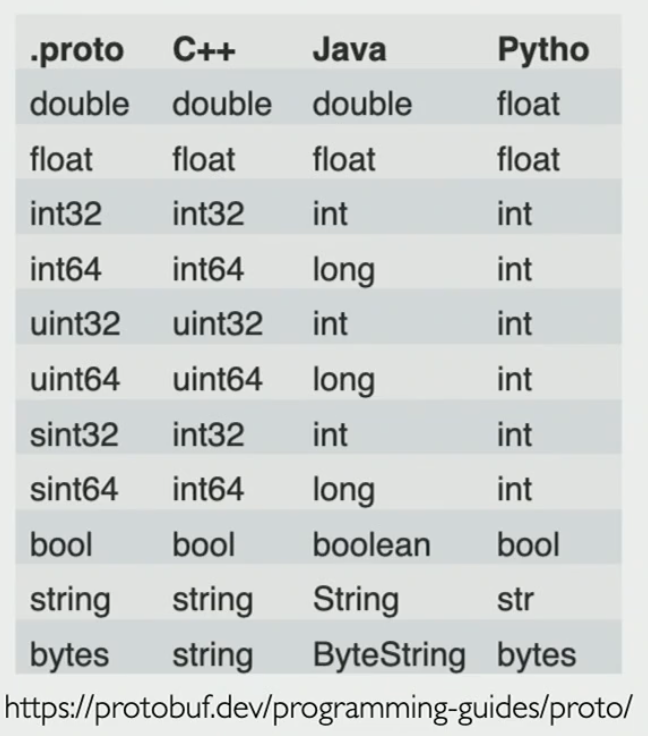 .proto C++ Java Pytho
double double double float
float float float float
int32 int32 int int
int64 int64 long int
uint32 uint32 int int
uint64 uint64 long int
sint32 int32 int int
sint64 int64 long int
bool bool boolean bool
string string String str
bytes string ByteString bytes
https://protobuf.dev/programming-guides/proto/